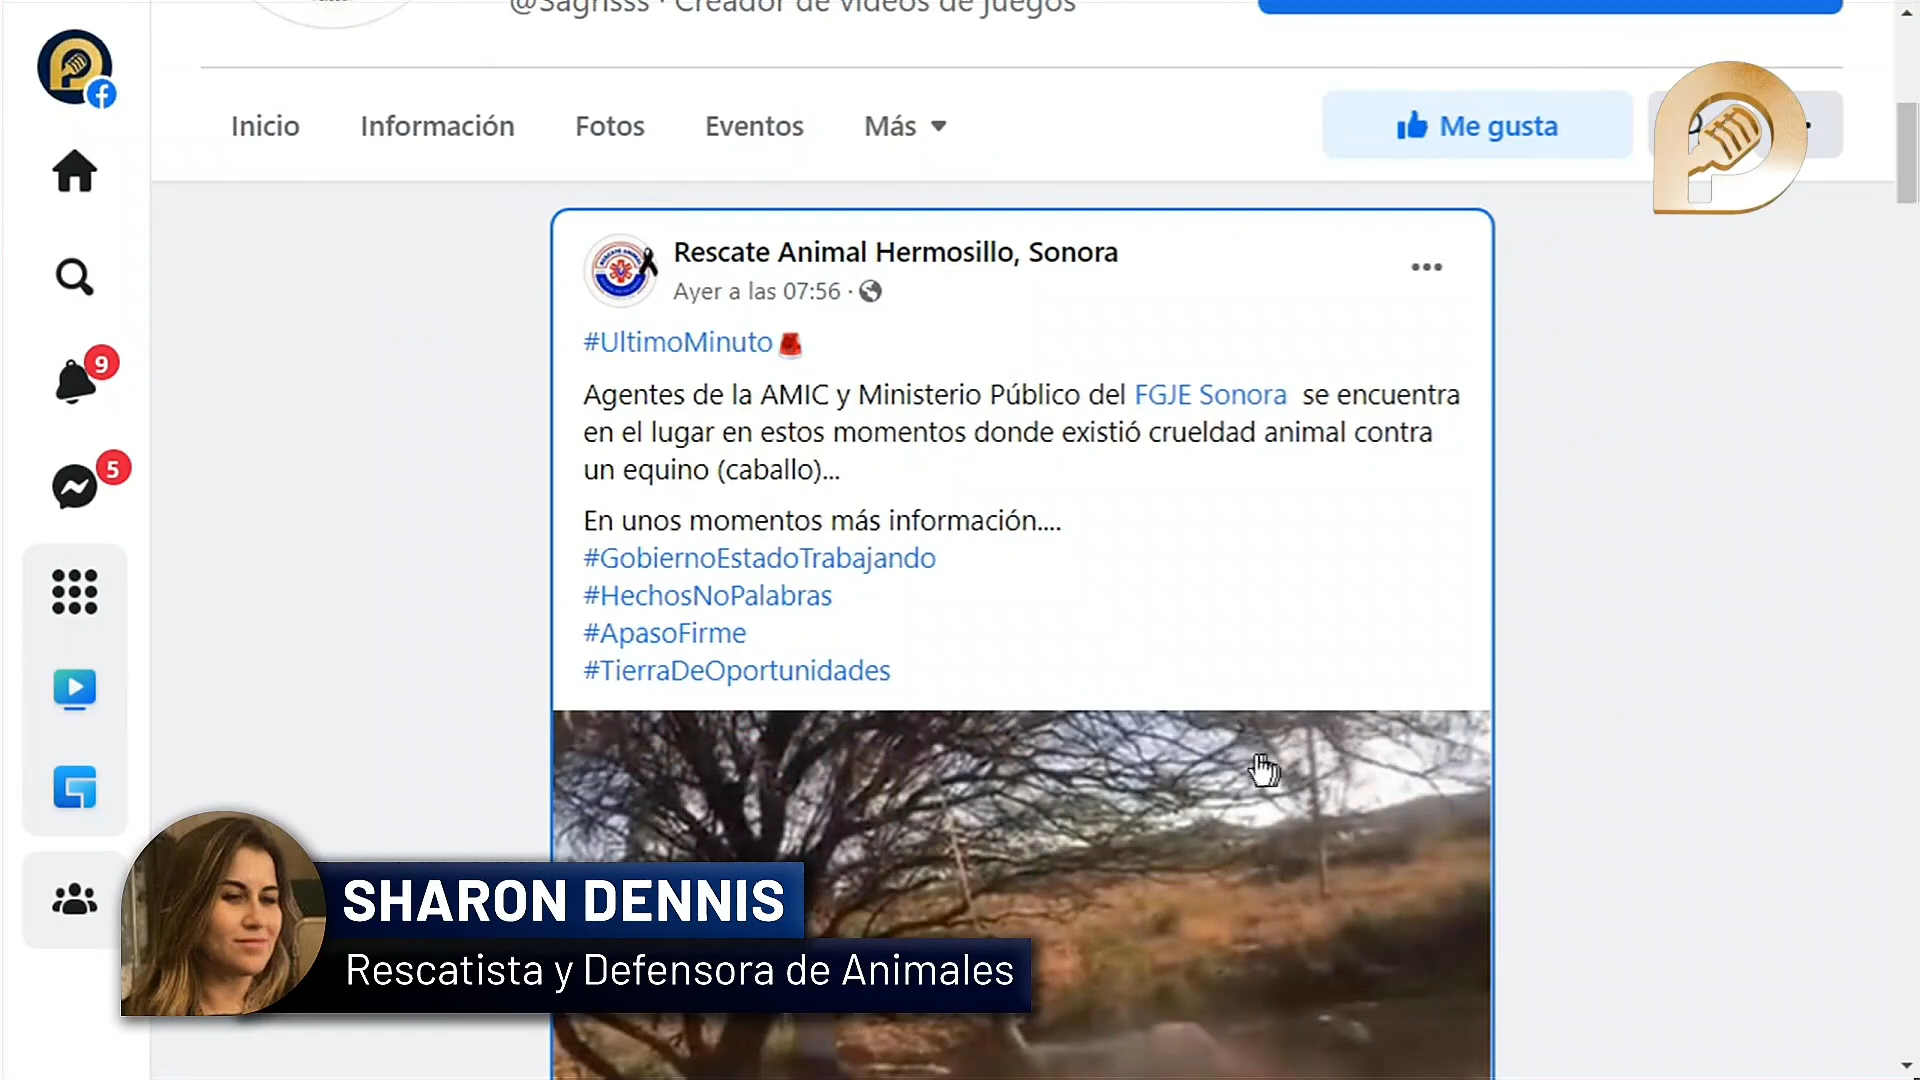 @Sagrisss · Creador de videos de juegos
Inicio
Información
Fotos
Eventos
Más
Me gusta
Rescate Animal Hermosillo, Sonora
Ayer a las 07:56 ·
#UltimoMinuto
Agentes de la AMIC y Ministerio Público del FGJE Sonora se encuentra
en el lugar en estos momentos donde existió crueldad animal contra
un equino (caballo)...
En unos momentos más información....
#GobiernoEstadoTrabajando
#HechosNoPalabras
#ApasoFirme
#TierraDeOportunidades
9
5
SHARON DENNIS
Rescatista y Defensora de Animales